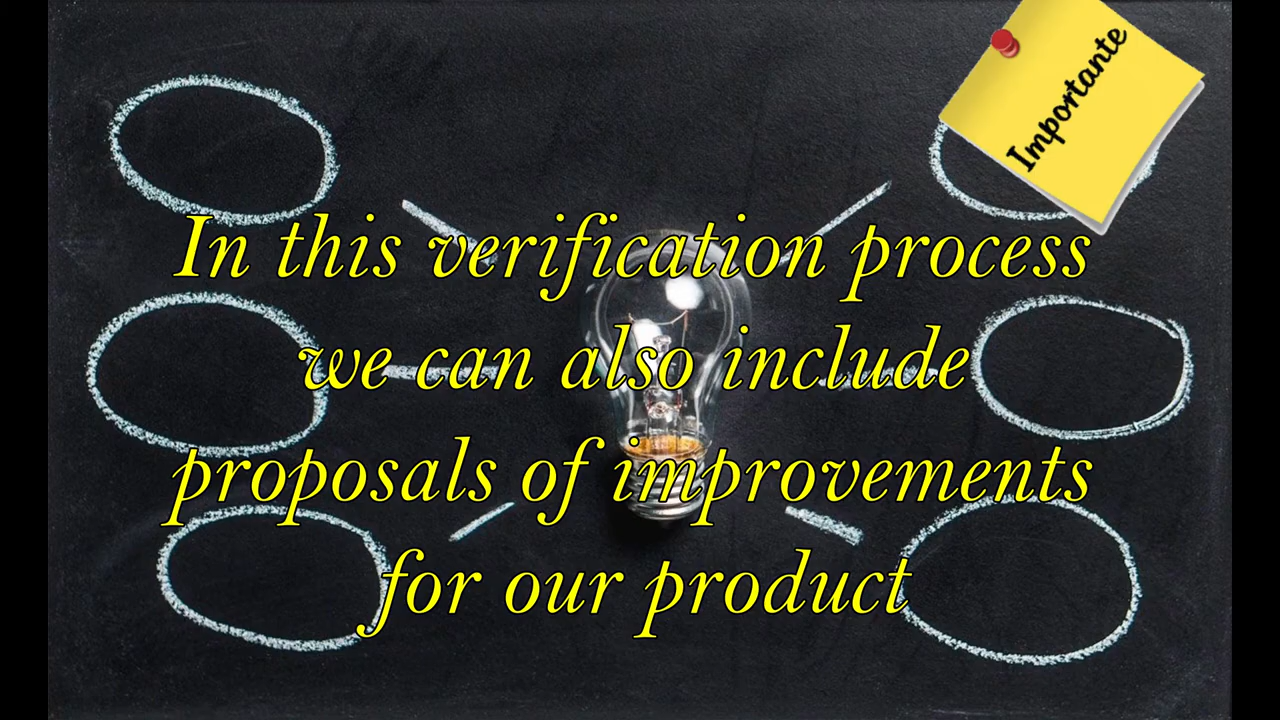 Importante
In this verification process
we can also include
proposals of improvements
for our product